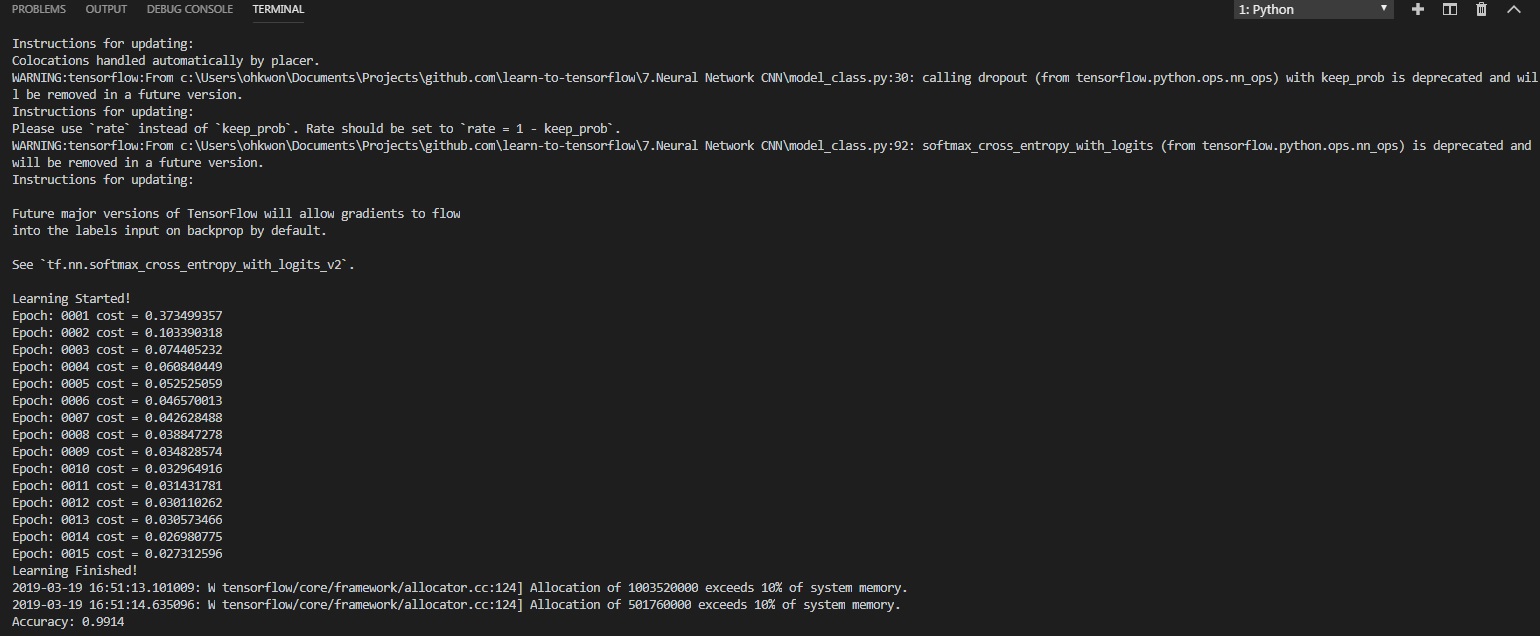 PROBLEMS OUTPUT DEBUG CONSOLE TERMINAL 1: Python
Instructions for updating:
Colocations handled automatically by placer.
WARNING:tensorflow:From c:\Users\ohkwon\Documents\Projects\github.com\learn-to-tensorflow\7.Neural Network CNN\model_class.py:30: calling dropout (from tensorflow.python.ops.nn_ops) with keep_prob is deprecated and wil
l be removed in a future version.
Instructions for updating:
Please use `rate` instead of `keep_prob`. Rate should be set to `rate = 1 - keep_prob`.
WARNING:tensorflow:From c:\Users\ohkwon\Documents\Projects\github.com\learn-to-tensorflow\7.Neural Network CNN\model_class.py:92: softmax_cross_entropy_with_logits (from tensorflow.python.ops.nn_ops) is deprecated and
will be removed in a future version.
Instructions for updating:
Future major versions of TensorFlow will allow gradients to flow
into the labels input on backprop by default.
See `tf.nn.softmax_cross_entropy_with_logits_v2`.
Learning Started!
Epoch: 0001 cost = 0.373499357
Epoch: 0002 cost = 0.103390318
Epoch: 0003 cost = 0.074405232
Epoch: 0004 cost = 0.060840449
Epoch: 0005 cost = 0.052525059
Epoch: 0006 cost = 0.046570013
Epoch: 0007 cost = 0.042628488
Epoch: 0008 cost = 0.038847278
Epoch: 0009 cost = 0.034828574
Epoch: 0010 cost = 0.032964916
Epoch: 0011 cost = 0.031431781
Epoch: 0012 cost = 0.030110262
Epoch: 0013 cost = 0.030573466
Epoch: 0014 cost = 0.026980775
Epoch: 0015 cost = 0.027312596
Learning Finished!
2019-03-19 16:51:13.101009: W tensorflow/core/framework/allocator.cc:124] Allocation of 1003520000 exceeds 10% of system memory.
2019-03-19 16:51:14.635096: W tensorflow/core/framework/allocator.cc:124] Allocation of 501760000 exceeds 10% of system memory.
Accuracy: 0.9914